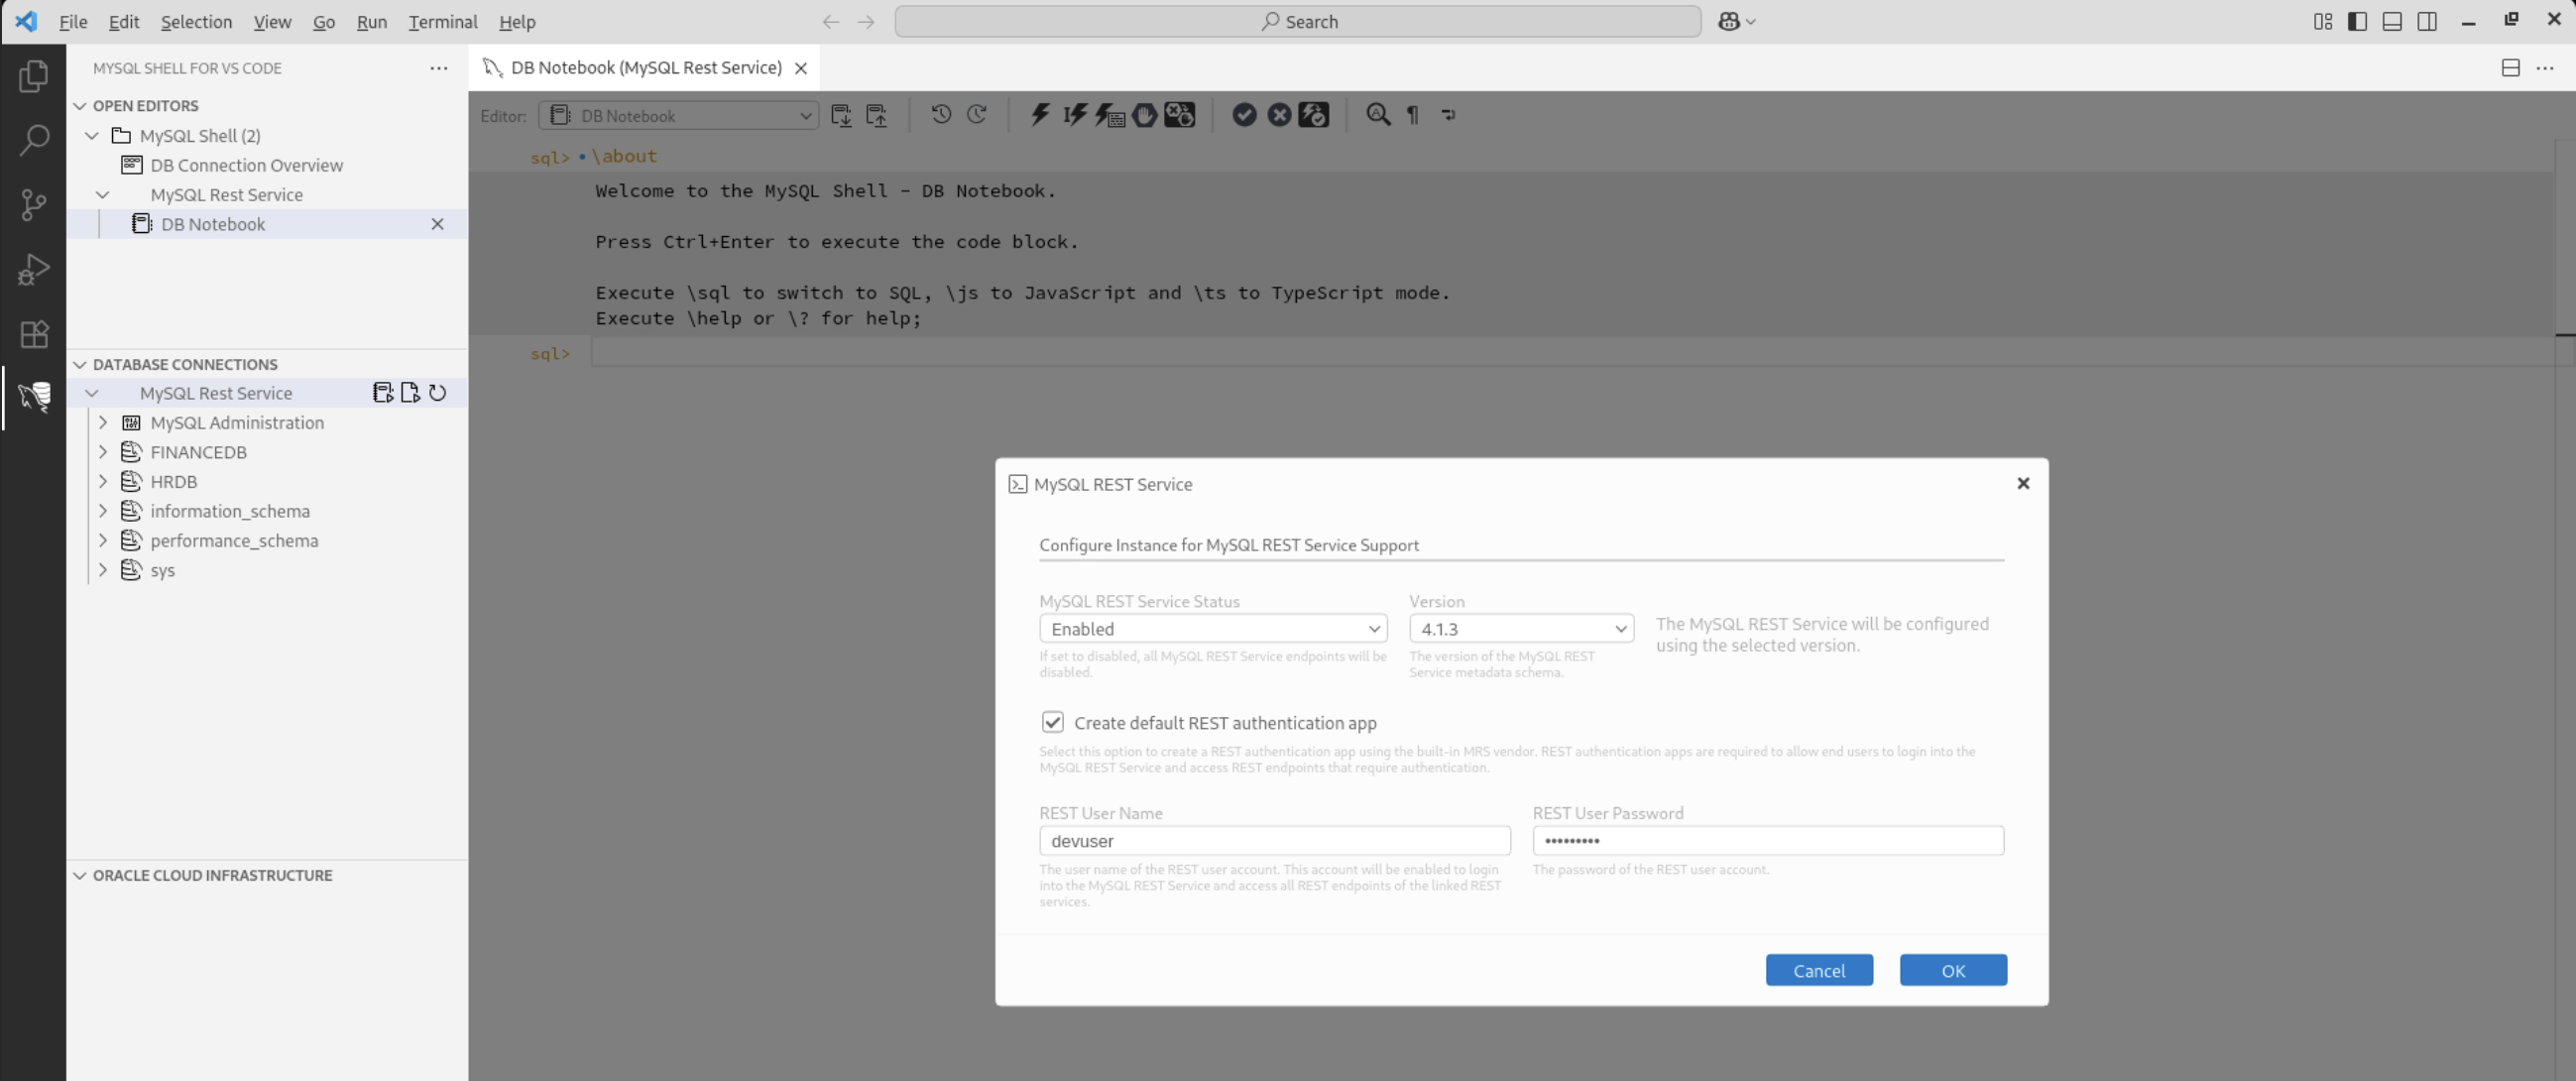 File Edit Selection View Go Run Terminal Help
Search
MYSQL SHELL FOR VS CODE
OPEN EDITORS
MySQL Shell (2)
DB Connection Overview
MySQL Rest Service
DB Notebook
DATABASE CONNECTIONS
MySQL Rest Service
MySQL Administration
FINANCEDB
HRDB
information_schema
performance_schema
sys
ORACLE CLOUD INFRASTRUCTURE
DB Notebook (MySQL Rest Service)
Editor: DB Notebook
sql> \about
Welcome to the MySQL Shell - DB Notebook.
Press Ctrl+Enter to execute the code block.
Execute \sql to switch to SQL, \js to JavaScript and \ts to TypeScript mode.
Execute \help or \? for help;
sql>
MySQL REST Service
Configure Instance for MySQL REST Service Support
MySQL REST Service Status
Enabled
If set to disabled, all MySQL REST Service endpoints will be
disabled.
Version
4.1.3
The version of the MySQL REST
Service metadata schema.
The MySQL REST Service will be configured
using the selected version.
Create default REST authentication app
Select this option to create a REST authentication app using the built-in MRS vendor. REST authentication apps are required to allow end users to login into the
MySQL REST Service and access REST endpoints that require authentication.
REST User Name
devuser
The user name of the REST user account. This account will be enabled to login
into the MySQL REST Service and access all REST endpoints of the linked REST
services.
REST User Password
•••••••••
The password of the REST user account.
Cancel OK